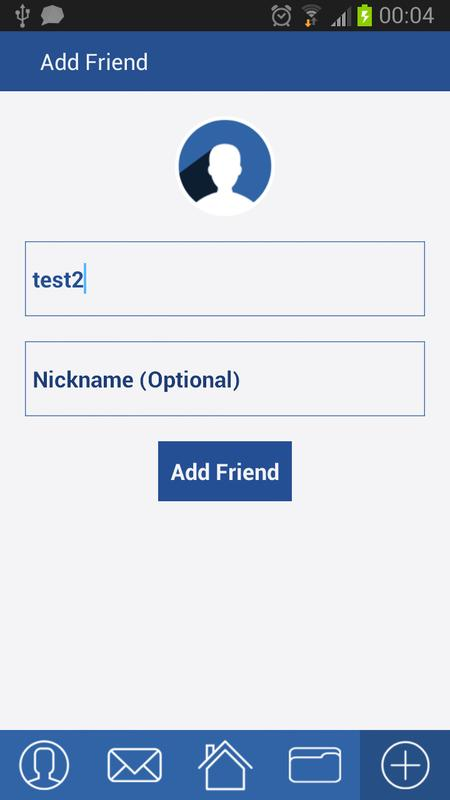 00:04
Add Friend
test2
Nickname (Optional)
Add Friend